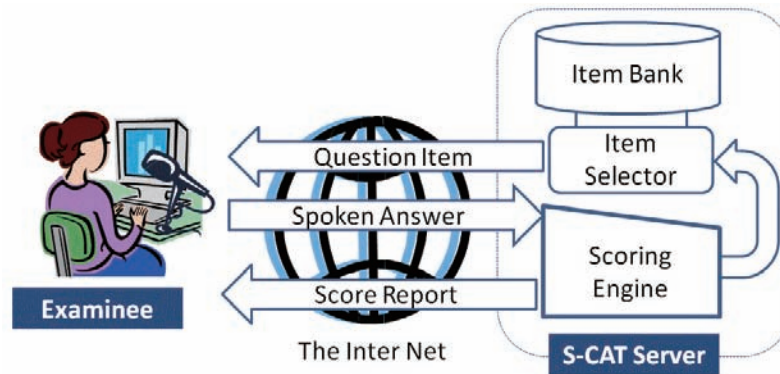 Item Bank
Question Item
Item
Selector
Spoken Answer
Scoring
Engine
Score Report
Examinee
The Inter Net
S-CAT Server